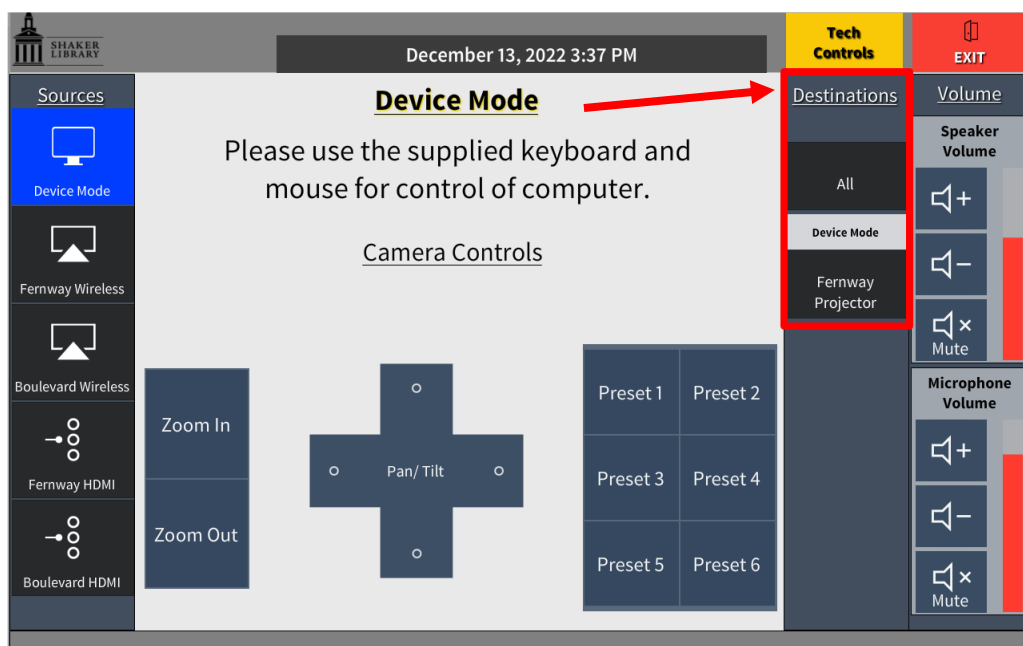 SHAKER
LIBRARY
December 13, 2022 3:37 PM
Tech
Controls
EXIT
Sources
Device Mode
Fernway Wireless
Boulevard Wireless
Fernway HDMI
Boulevard HDMI
Device Mode
Please use the supplied keyboard and
mouse for control of computer.
Camera Controls
Zoom In
Zoom Out
Pan/ Tilt
Preset 1
Preset 2
Preset 3
Preset 4
Preset 5
Preset 6
Destinations
All
Device Mode
Fernway
Projector
Volume
Speaker
Volume
+
−
×
Mute
Microphone
Volume
+
−
×
Mute